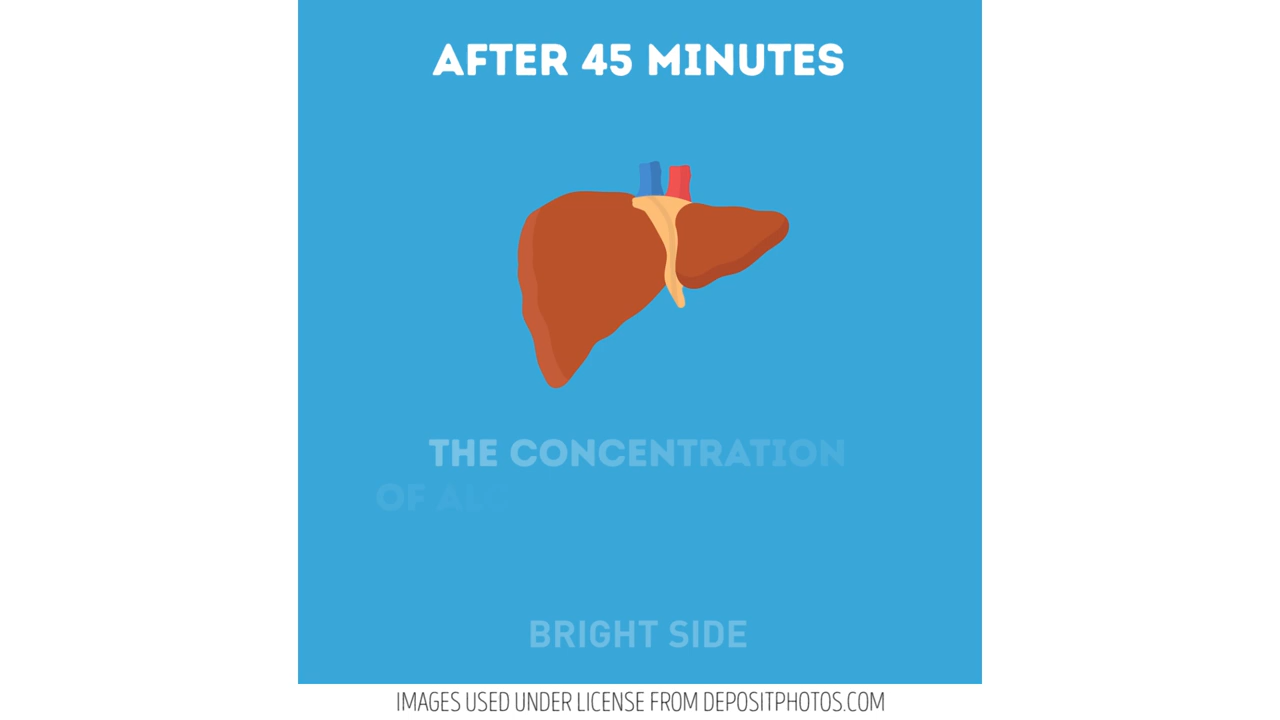 AFTER 45 MINUTES
THE CONCENTRATION
OF
BRIGHT SIDE
IMAGES USED UNDER LICENSE FROM DEPOSITPHOTOS.COM